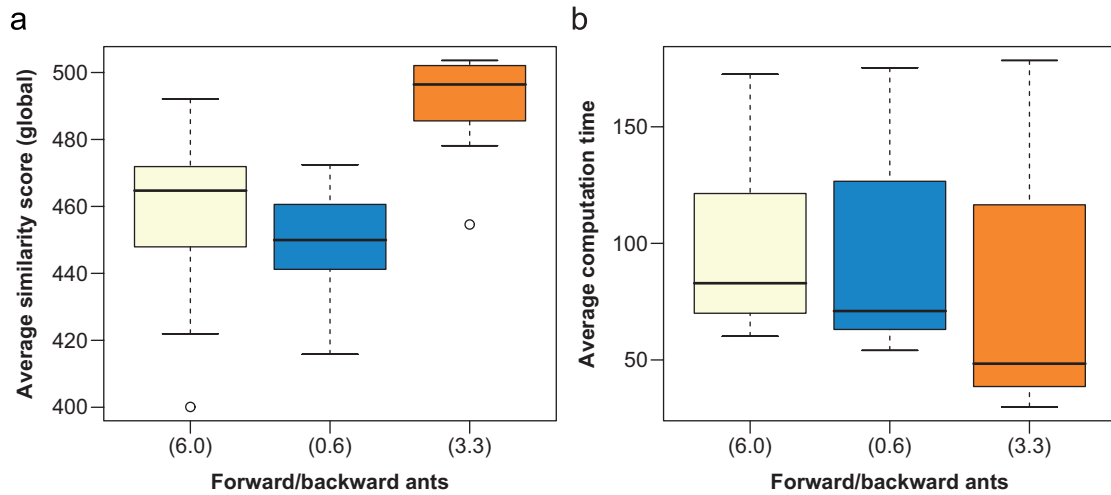 a
Average similarity score (global)
500
480
460
440
420
400
(6.0)
(0.6)
(3.3)
Forward/backward ants
b
Average computation time
150
100
50
(6.0)
(0.6)
(3.3)
Forward/backward ants